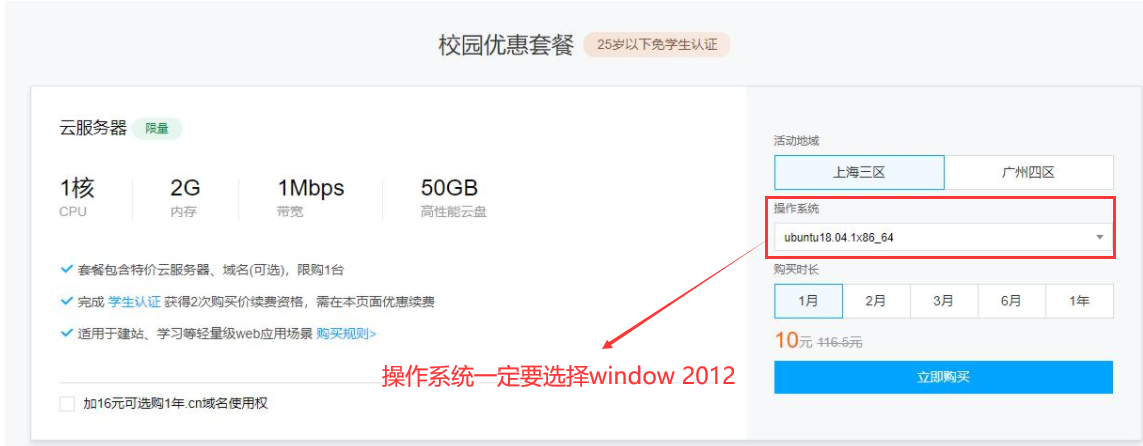 校园优惠套餐 25岁以下免学生认证
云服务器 限量
1核 2G 1Mbps 50GB
CPU 内存 带宽 高性能云盘
套餐包含特价云服务器、域名(可选)，限购1台
完成 学生认证 获得2次购买价续费资格，需在本页面优惠续费
适用于建站、学习等轻量级web应用场景 购买规则>
操作系统一定要选择window 2012
加16元可选购1年.cn域名使用权
活动地域
上海三区 广州四区
操作系统
ubuntu18.04.1x86_64
购买时长
1月 2月 3月 6月 1年
10元 116.5元
立即购买